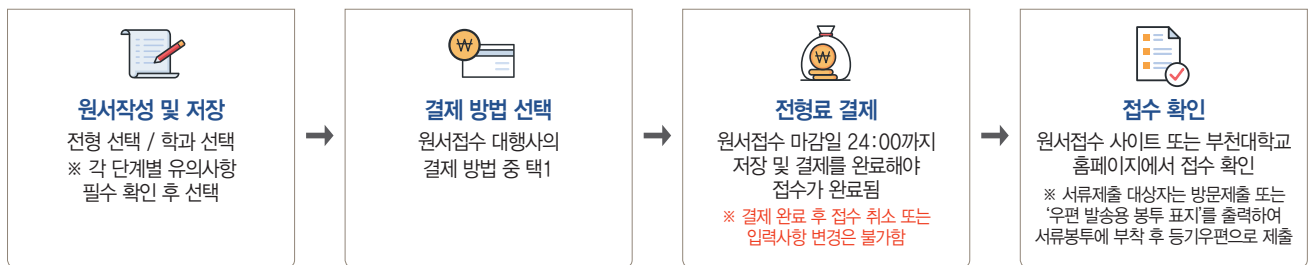 원서작성 및 저장
전형 선택 / 학과 선택
※ 각 단계별 유의사항
필수 확인 후 선택
→
₩
결제 방법 선택
원서접수 대행사의
결제 방법 중 택1
→
₩
전형료 결제
원서접수 마감일 24:00까지
저장 및 결제를 완료해야
접수가 완료됨
※ 결제 완료 후 접수 취소 또는
입력사항 변경은 불가함
→
접수 확인
원서접수 사이트 또는 부천대학교
홈페이지에서 접수 확인
※ 서류제출 대상자는 방문제출 또는
‘우편 발송용 봉투 표지’를 출력하여
서류봉투에 부착 후 등기우편으로 제출